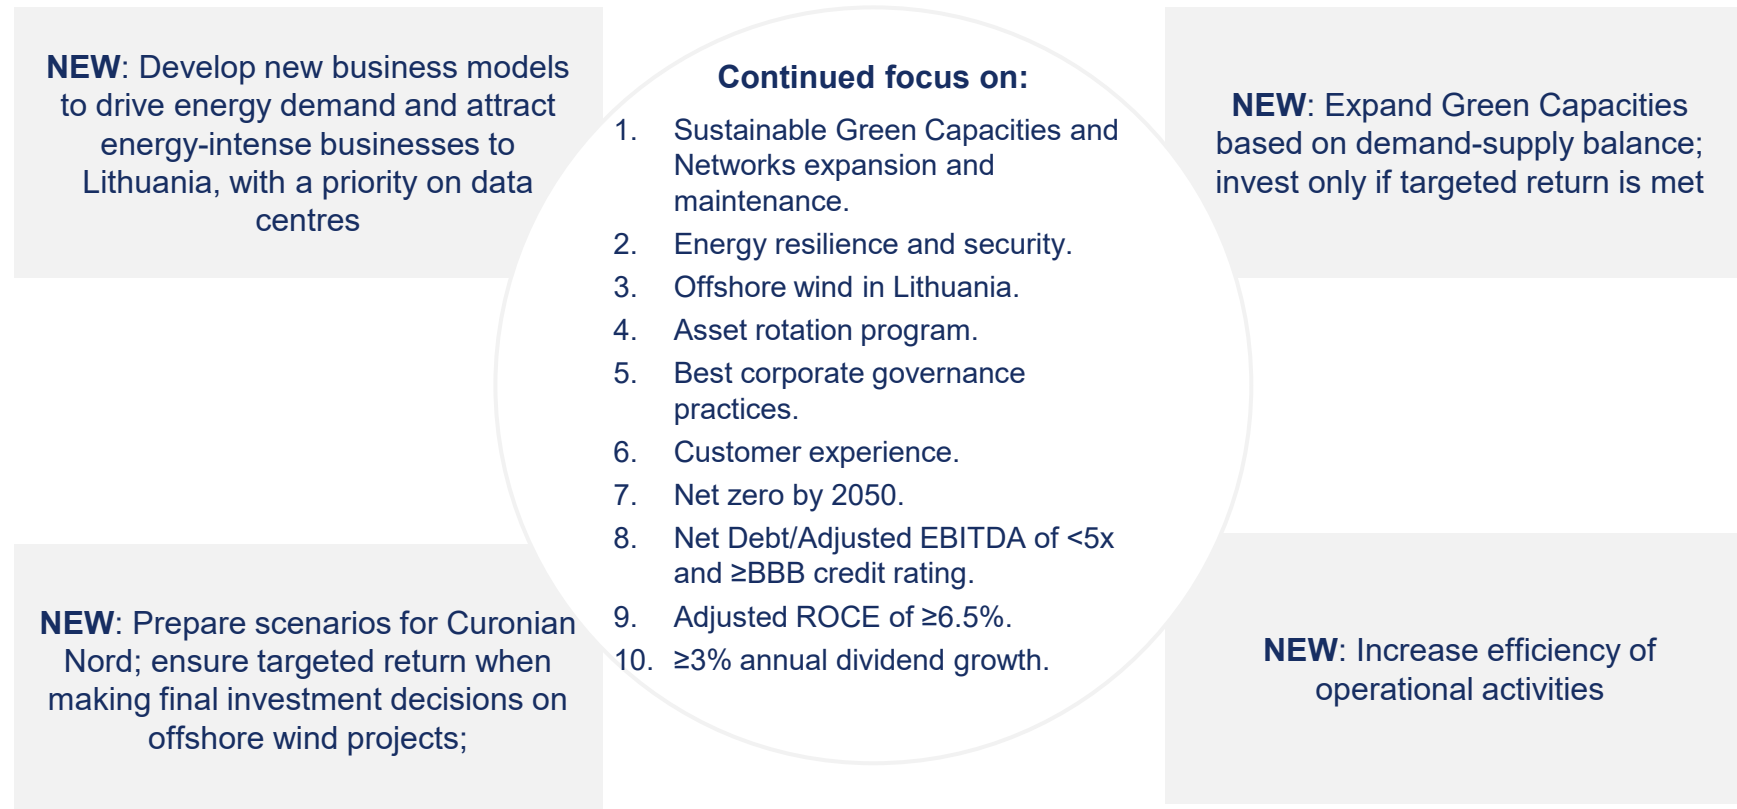 NEW: Develop new business models
to drive energy demand and attract
energy-intense businesses to
Lithuania, with a priority on data
centres
Continued focus on:
1. Sustainable Green Capacities and
Networks expansion and
maintenance.
2. Energy resilience and security.
3. Offshore wind in Lithuania.
4. Asset rotation program.
5. Best corporate governance
practices.
6. Customer experience.
7. Net zero by 2050.
8. Net Debt/Adjusted EBITDA of <5x
and ≥BBB credit rating.
9. Adjusted ROCE of ≥6.5%.
10. ≥3% annual dividend growth.
NEW: Expand Green Capacities
based on demand-supply balance;
invest only if targeted return is met
NEW: Prepare scenarios for Curonian
Nord; ensure targeted return when
making final investment decisions on
offshore wind projects;
NEW: Increase efficiency of
operational activities